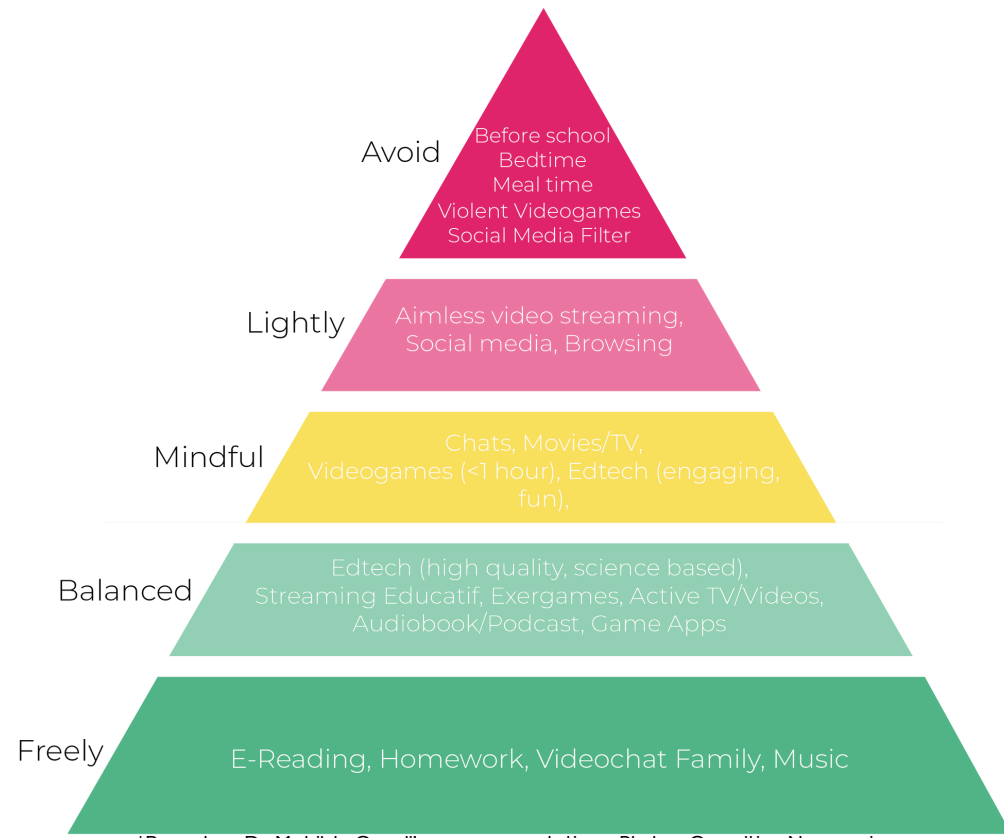 Avoid
Before school
Bedtime
Meal time
Violent Videogames
Social Media Filter
Lightly
Aimless video streaming,
Social media, Browsing
Mindful
Chats, Movies/TV,
Videogames (<1 hour), Edtech (engaging,
fun),
Balanced
Edtech (high quality, science based),
Streaming Educatif, Exergames, Active TV/Videos,
Audiobook/Podcast, Game Apps
Freely
E-Reading, Homework, Videochat Family, Music